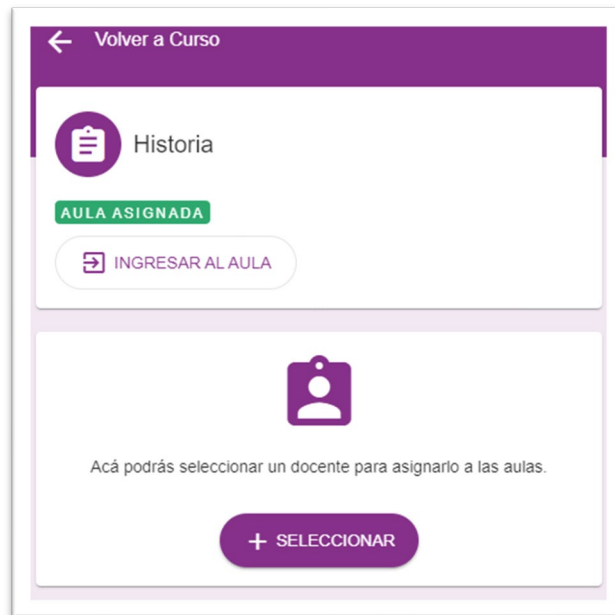 Volver a Curso
Historia
AULA ASIGNADA
INGRESAR AL AULA
Acá podrás seleccionar un docente para asignarlo a las aulas.
+ SELECCIONAR